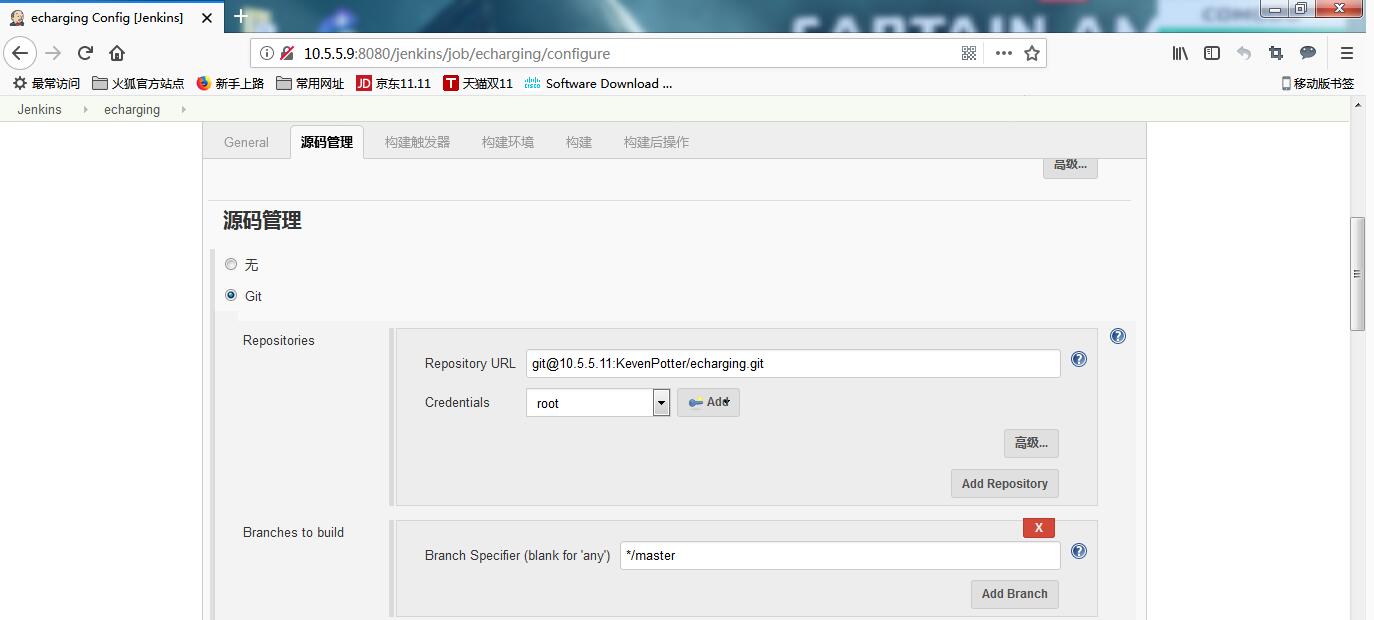 echarging Config [Jenkins]
10.5.5.9:8080/jenkins/job/echarging/configure
最常访问 火狐官方站点 新手上路 常用网址 JD 京东11.11 T 天猫双11 Software Download ... 移动版书签
Jenkins echarging
General 源码管理 构建触发器 构建环境 构建 构建后操作
高级...
源码管理
无
Git
Repositories
Repository URL git@10.5.5.11:KevenPotter/echarging.git
Credentials root Add
高级...
Add Repository
Branches to build
X
Branch Specifier (blank for 'any') */master
Add Branch